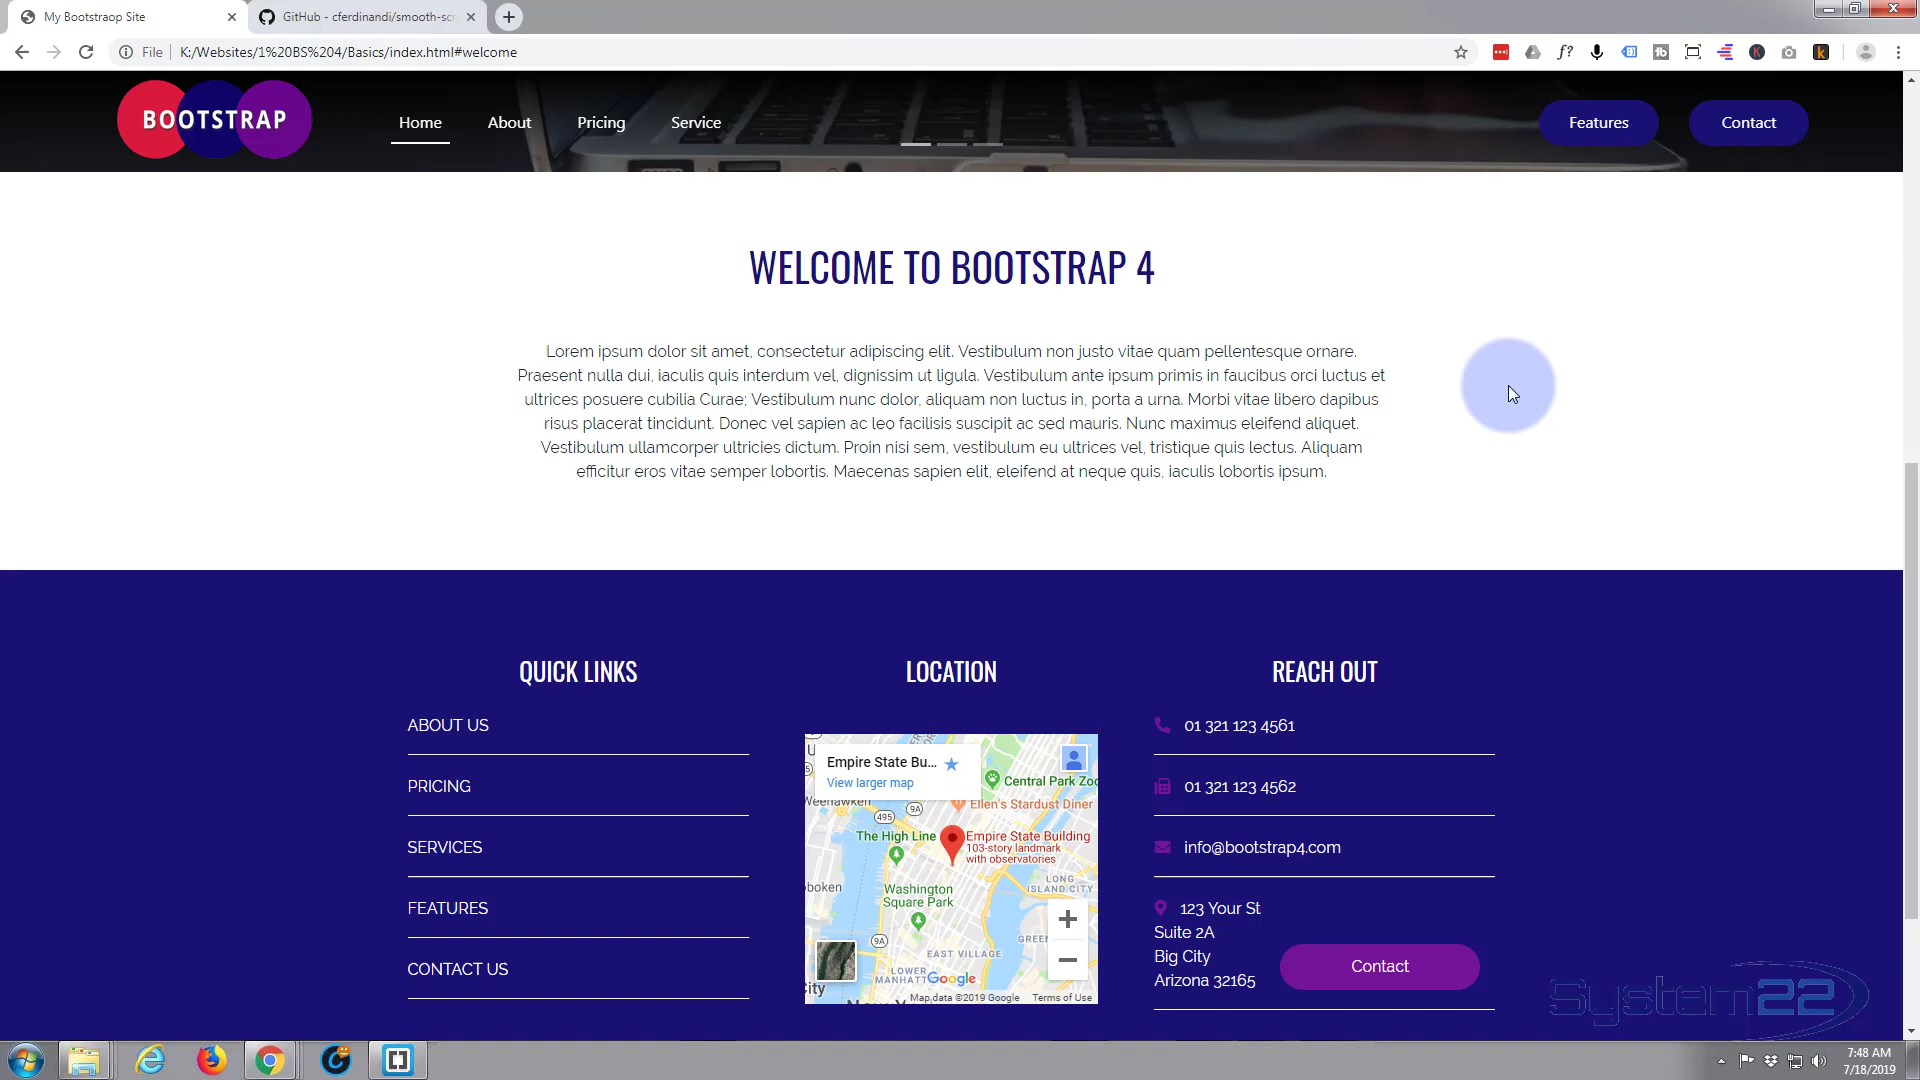 My Bootstraop Site
GitHub - cferdinandi/smooth-scr
File
K:/Websites/1%20BS%204/Basics/index.html#welcome
BOOTSTRAP
Home
About
Pricing
Service
Features
Contact
WELCOME TO BOOTSTRAP 4
Lorem ipsum dolor sit amet, consectetur adipiscing elit. Vestibulum non justo vitae quam pellentesque ornare.
Praesent nulla dui, iaculis quis interdum vel, dignissim ut ligula. Vestibulum ante ipsum primis in faucibus orci luctus et
ultrices posuere cubilia Curae; Vestibulum nunc dolor, aliquam non luctus in, porta a urna. Morbi vitae libero dapibus
risus placerat tincidunt. Donec vel sapien ac leo facilisis suscipit ac sed mauris. Nunc maximus eleifend aliquet.
Vestibulum ullamcorper ultricies dictum. Proin nisi sem, vestibulum eu ultrices vel, tristique quis lectus. Aliquam
efficitur eros vitae semper lobortis. Maecenas sapien elit, eleifend at neque quis, iaculis lobortis ipsum.
QUICK LINKS
ABOUT US
PRICING
SERVICES
FEATURES
CONTACT US
LOCATION
Empire State Bu...
View larger map
Central Park Zoo
Weehawken
9A
Ellen's Stardust Diner
495
The High Line
Empire State Building
103-story landmark
with observatories
LONG
ISLAND CITY
oboken
Washington
Square Park
9A
GREEN
EAST VILLAGE
LOWER
MANHATT
Google
City
Map data ©2019 Google
Terms of Use
REACH OUT
01 321 123 4561
01 321 123 4562
info@bootstrap4.com
123 Your St
Suite 2A
Big City
Arizona 32165
Contact
System22
7:48 AM
7/18/2019